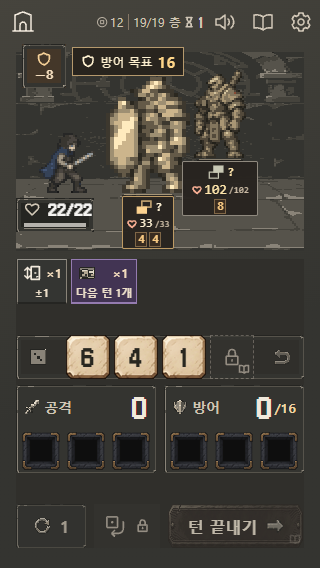 12 19/19 층 1
-8
방어 목표 16
?
102/102
8
22/22
?
33/33
4 4
×1
±1
×1
다음 턴 1개
6 4 1
공격 0
방어 0/16
1
턴 끝내기